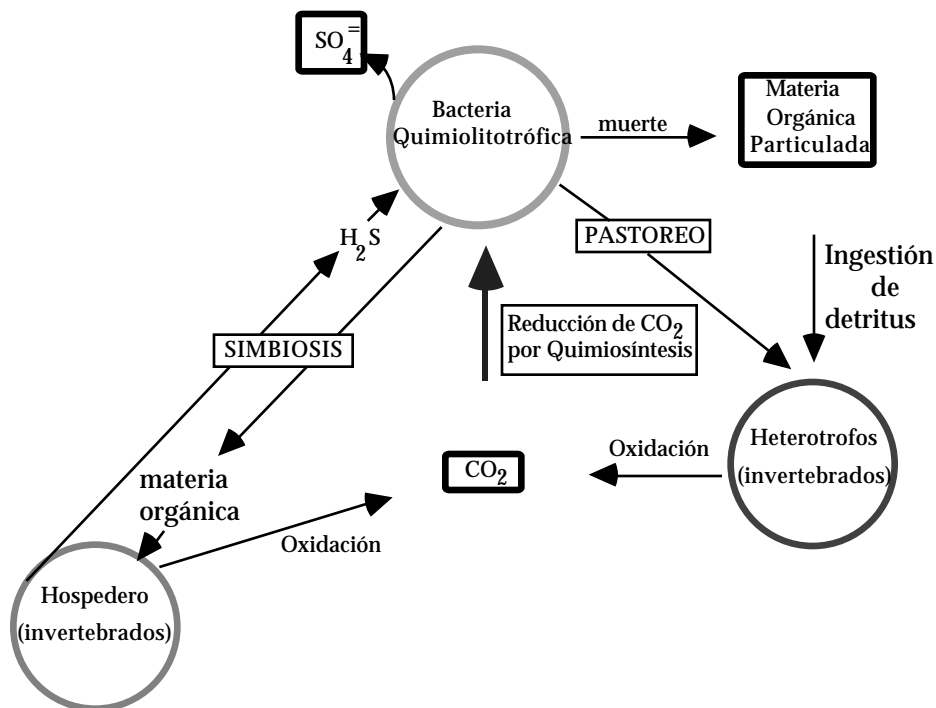 SO₄⁼
Bacteria
Quimiolitotrófica
muerte
Materia
Orgánica
Particulada
H₂S
PASTOREO
Ingestión
de
detritus
SIMBIOSIS
Reducción de CO₂
por Quimiosíntesis
materia
orgánica
CO₂
Oxidación
Heterotrofos
(invertebrados)
Oxidación
Hospedero
(invertebrados)